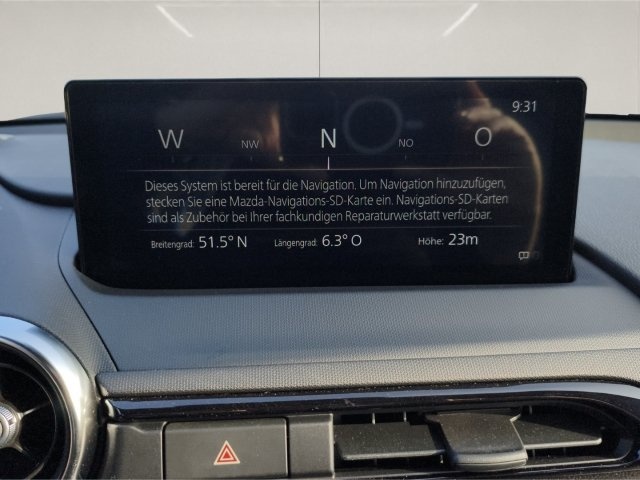 9:31
W NW N NO O
Dieses System ist bereit für die Navigation. Um Navigation hinzuzufügen,
stecken Sie eine Mazda-Navigations-SD-Karte ein. Navigations-SD-Karten
sind als Zubehör bei Ihrer fachkundigen Reparaturwerkstatt verfügbar.
Breitengrad: 51.5° N Längengrad: 6.3° O Höhe: 23m